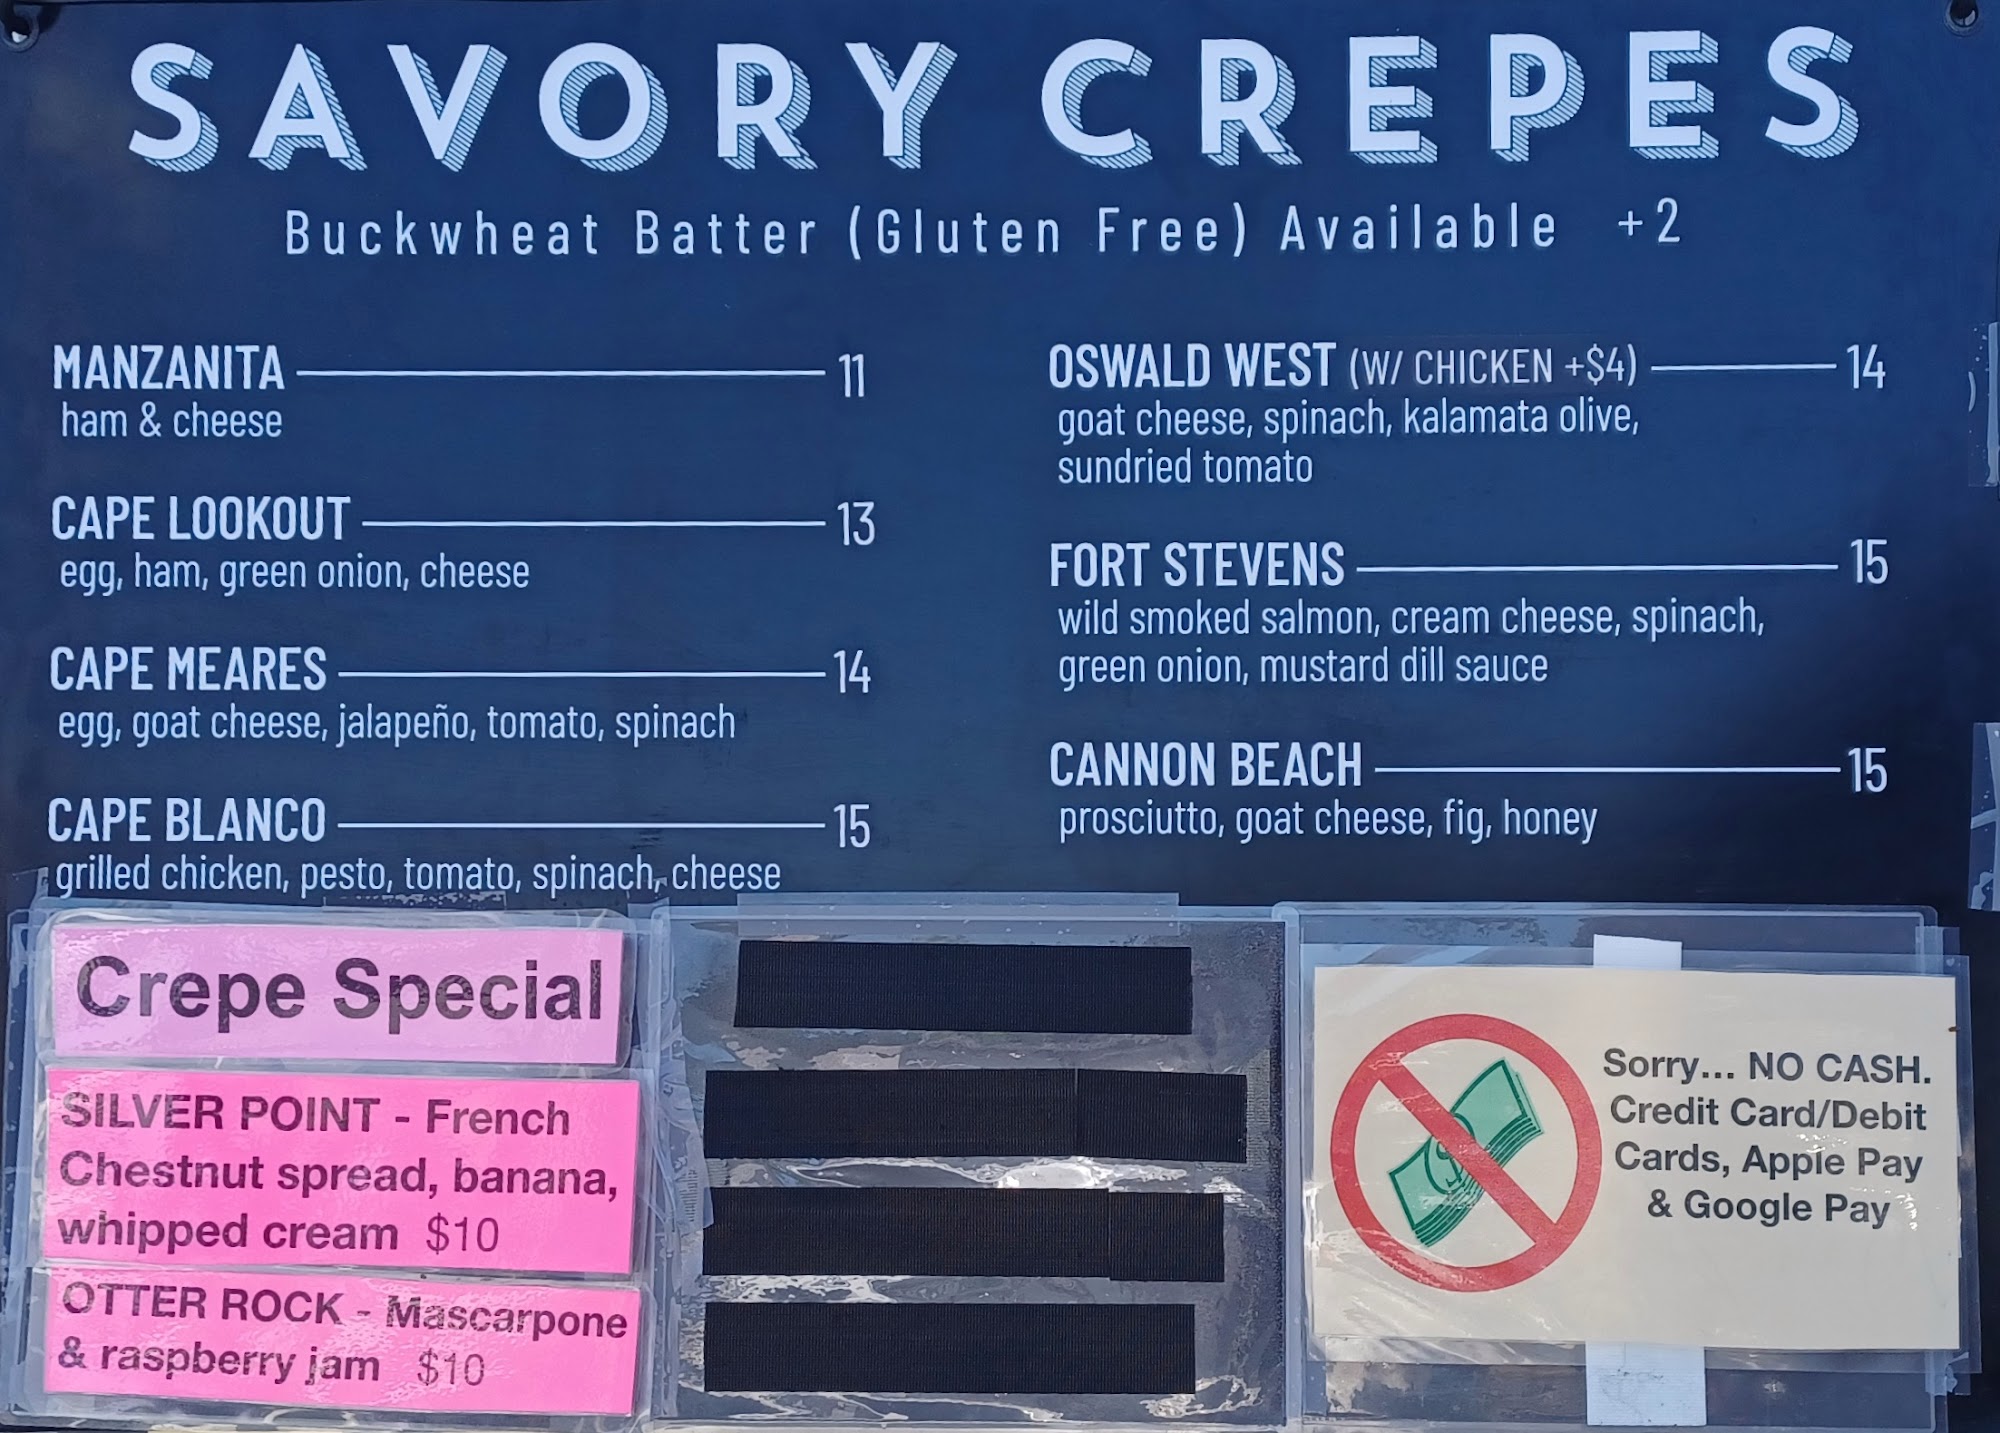 SAVORY CREPES
Buckwheat Batter (Gluten Free) Available +2
MANZANITA 11
ham & cheese
CAPE LOOKOUT 13
egg, ham, green onion, cheese
CAPE MEARES 14
egg, goat cheese, jalapeño, tomato, spinach
CAPE BLANCO 15
grilled chicken, pesto, tomato, spinach, cheese
OSWALD WEST (W/ CHICKEN +$4) 14
goat cheese, spinach, kalamata olive,
sundried tomato
FORT STEVENS 15
wild smoked salmon, cream cheese, spinach,
green onion, mustard dill sauce
CANNON BEACH 15
prosciutto, goat cheese, fig, honey
Crepe Special
SILVER POINT - French
Chestnut spread, banana,
whipped cream $10
OTTER ROCK - Mascarpone
& raspberry jam $10
Sorry... NO CASH.
Credit Card/Debit
Cards, Apple Pay
& Google Pay